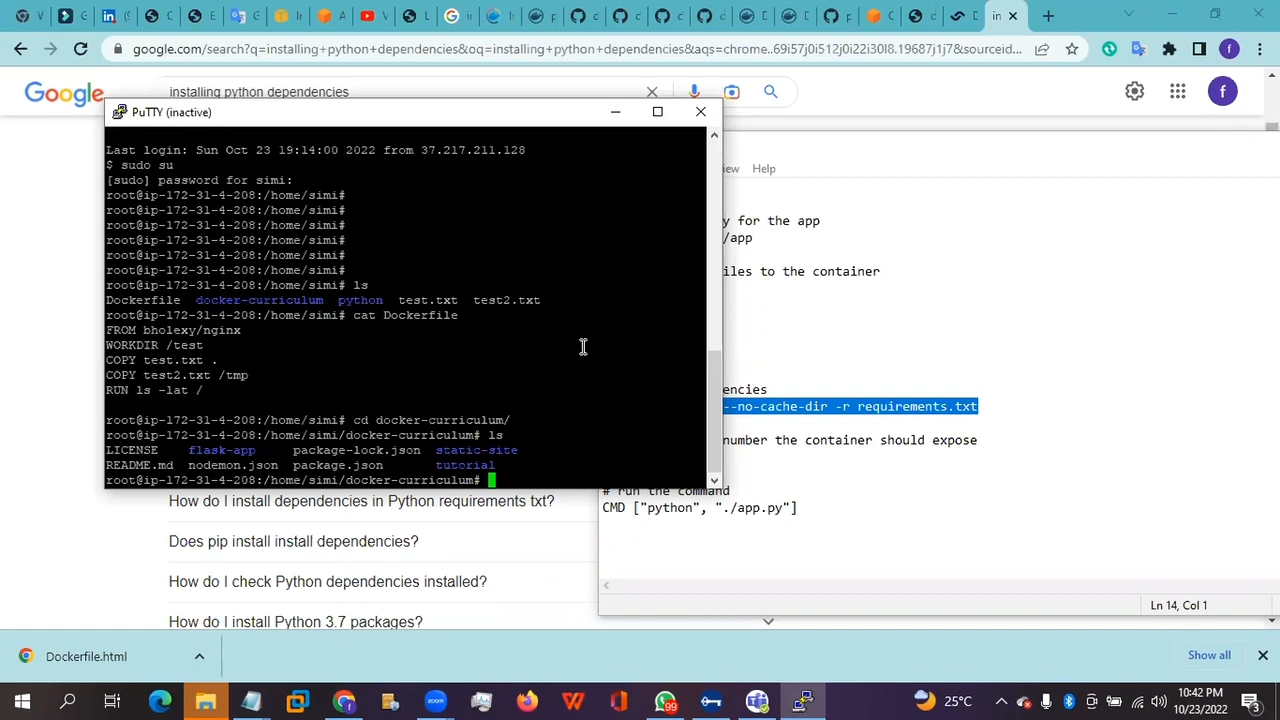 google.com/search?q=installing+python+dependencies&oq=installing+python+dependencies&aqs=chrome..69i57j0i512j0i22i30l8.19687j1j7&sourceid...
Google
installing python dependencies
PuTTY (inactive)
Last login: Sun Oct 23 19:14:00 2022 from 37.217.211.128
$ sudo su
[sudo] password for simi:
root@ip-172-31-4-208:/home/simi#
root@ip-172-31-4-208:/home/simi#
root@ip-172-31-4-208:/home/simi#
root@ip-172-31-4-208:/home/simi#
root@ip-172-31-4-208:/home/simi#
root@ip-172-31-4-208:/home/simi#
root@ip-172-31-4-208:/home/simi# ls
Dockerfile docker-curriculum python test.txt test2.txt
root@ip-172-31-4-208:/home/simi# cat Dockerfile
FROM bholexy/nginx
WORKDIR /test
COPY test.txt .
COPY test2.txt /tmp
RUN ls -lat /
root@ip-172-31-4-208:/home/simi# cd docker-curriculum/
root@ip-172-31-4-208:/home/simi/docker-curriculum# ls
LICENSE flask-app package-lock.json static-site
README.md nodemon.json package.json tutorial
root@ip-172-31-4-208:/home/simi/docker-curriculum#
Help
y for the app
/app
iles to the container
encies
--no-cache-dir -r requirements.txt
number the container should expose
# run the command
CMD ["python", "./app.py"]
Ln 14, Col 1
How do I install dependencies in Python requirements txt?
Does pip install install dependencies?
How do I check Python dependencies installed?
How do I install Python 3.7 packages?
Dockerfile.html
Show all
zoom
99
25°C
10:42 PM
10/23/2022
3